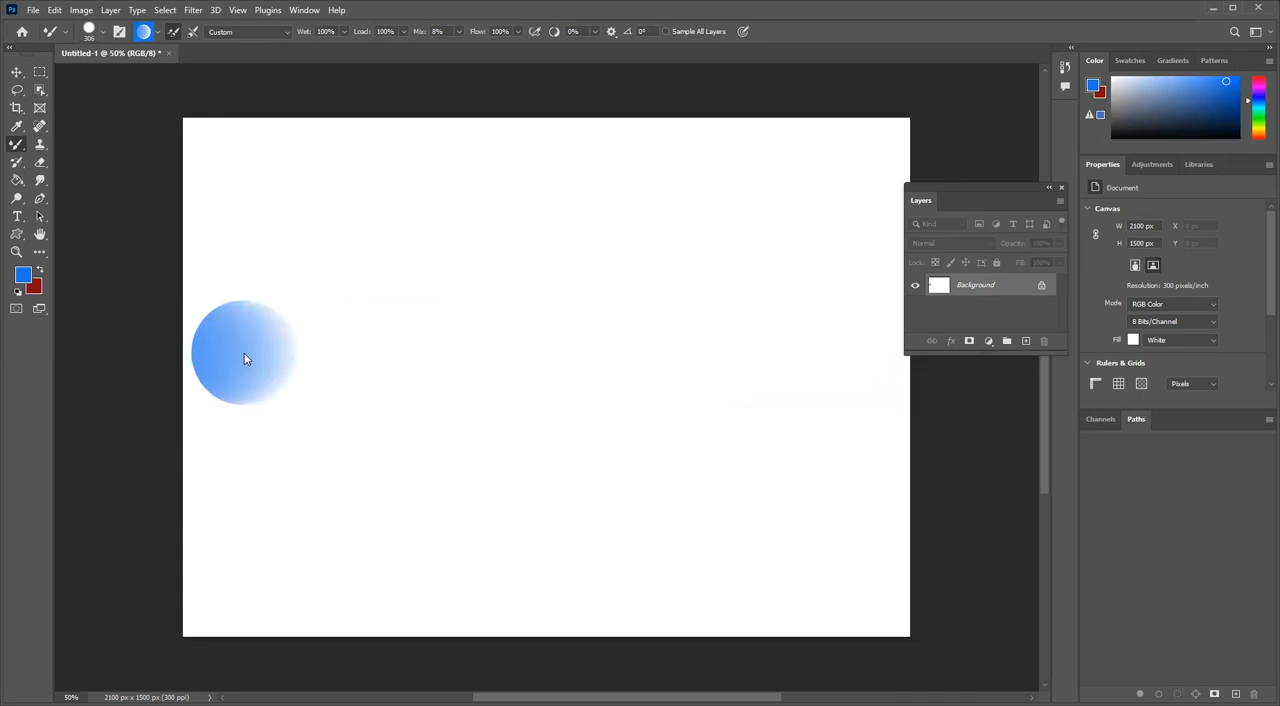 Ps File Edit Image Layer Type Select Filter 3D View Plugins Window Help
306 Custom Wet: 100% Load: 100% Mix: 8% Flow: 100% 0% 0° Sample All Layers
Untitled-1 @ 50% (RGB/8) *
Color Swatches Gradients Patterns
Properties Adjustments Libraries
Document
Layers
Canvas
Kind
W 2100 px X 0 px
Normal Opacity: 100%
H 1500 px Y 0 px
Lock: Fill: 100%
Background
Resolution: 300 pixels/inch
Mode RGB Color
8 Bits/Channel
Fill White
Rulers & Grids
Pixels
Channels Paths
50% 2100 px x 1500 px (300 ppi)